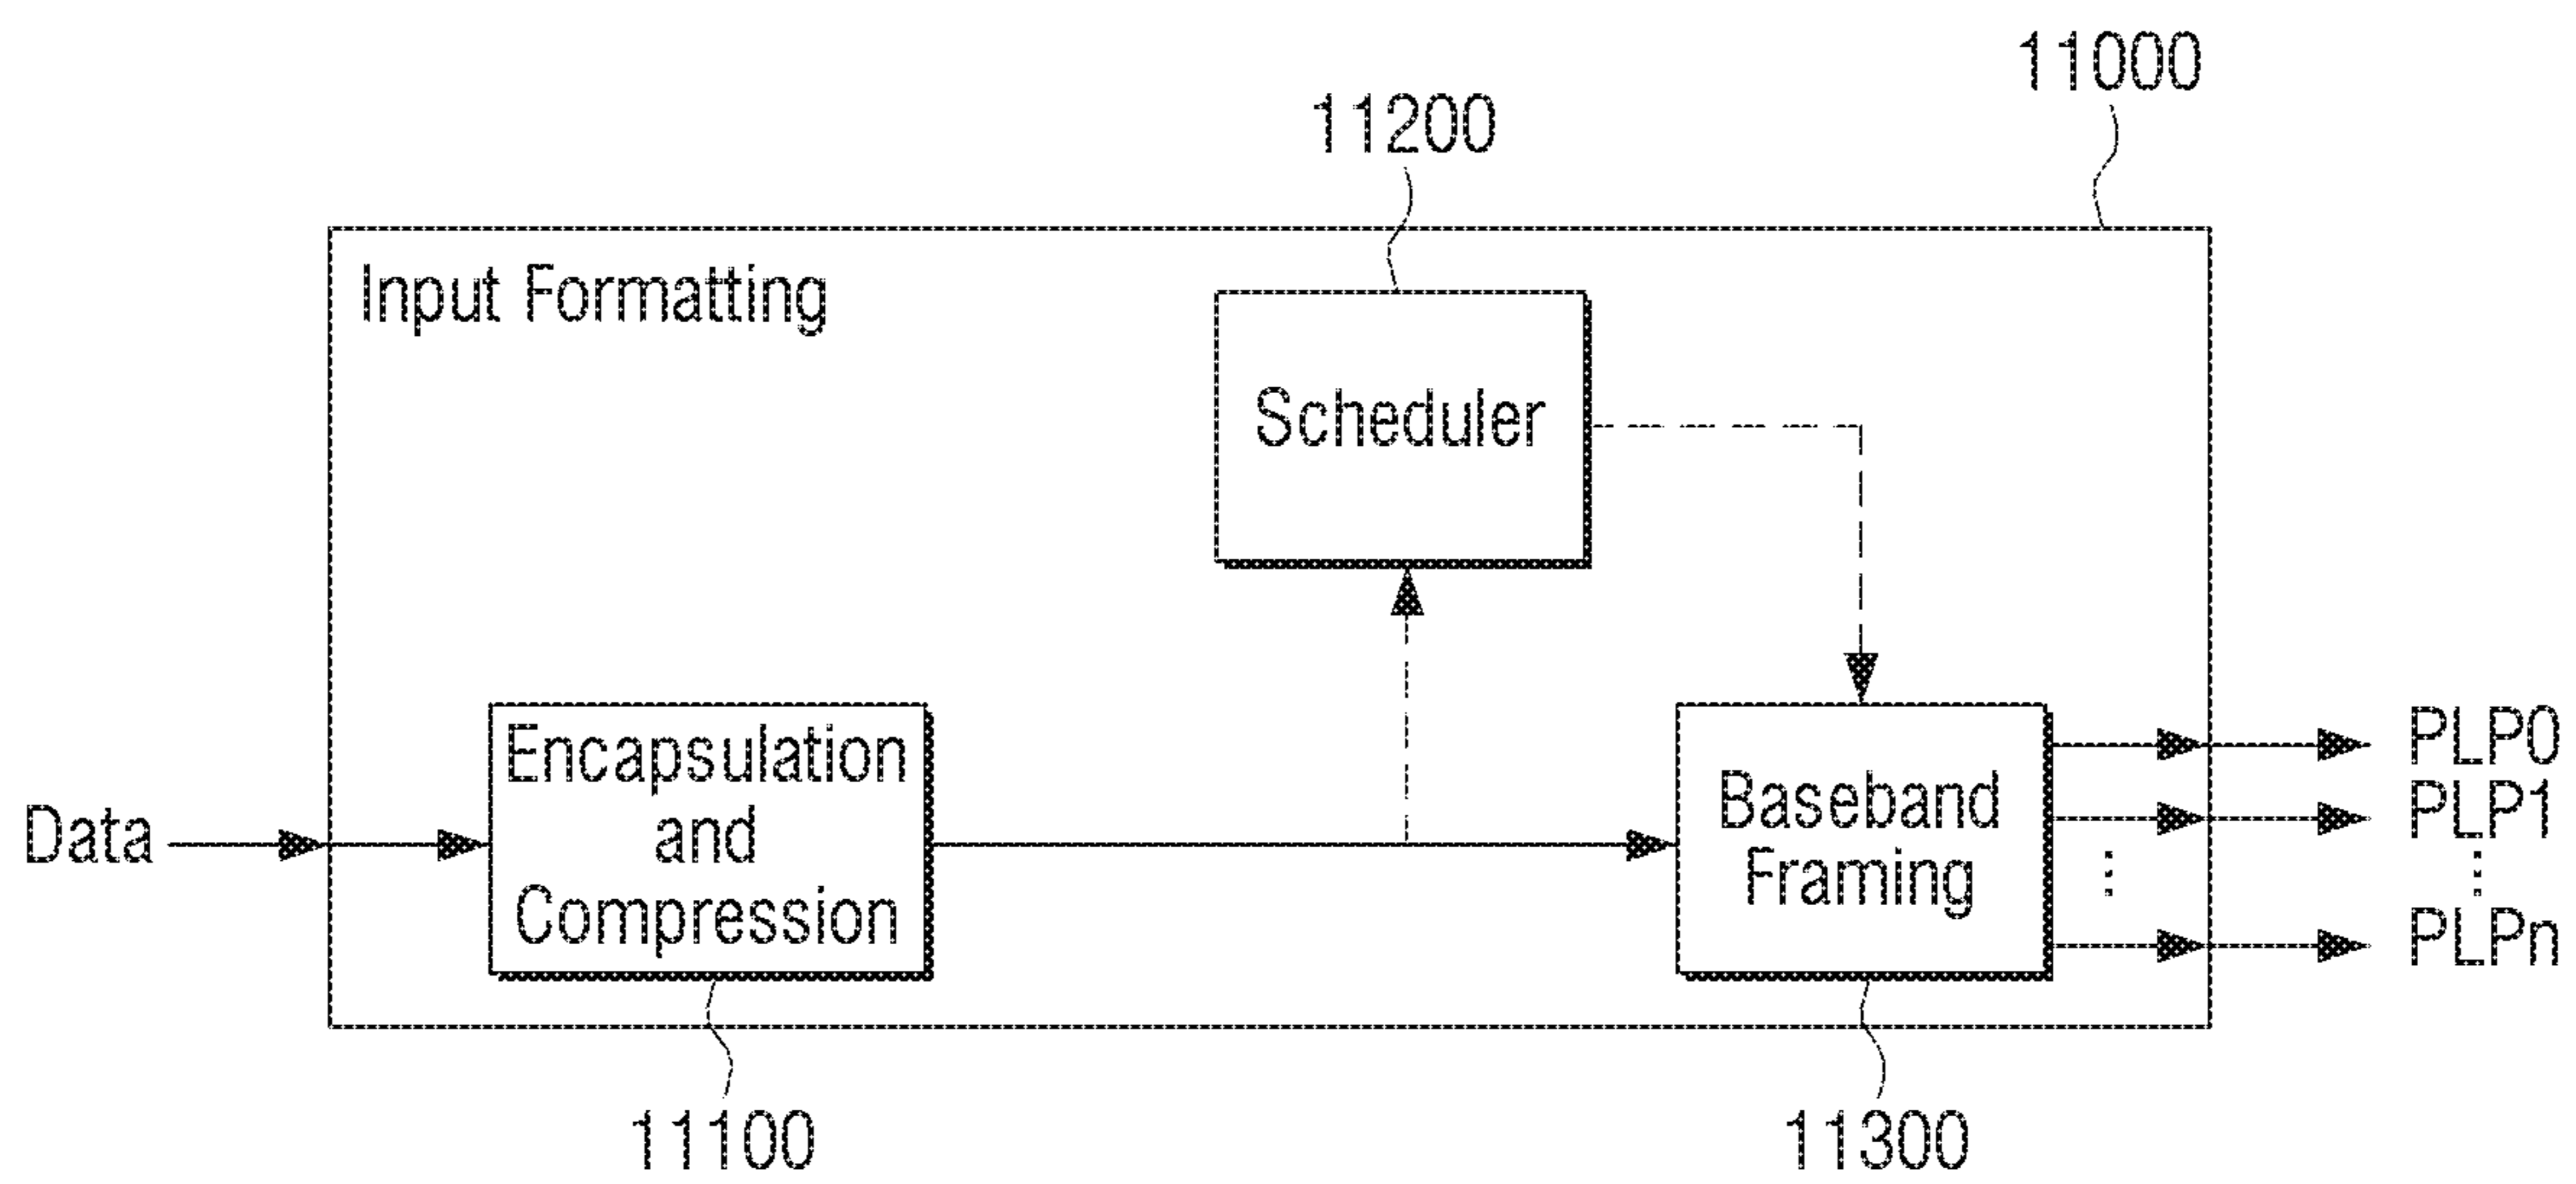 11000
11200
Input Formatting
Scheduler
Encapsulation
and
Compression
Data
Baseband
Framing
PLP0
PLP1
⋮
PLPn
11100
11300